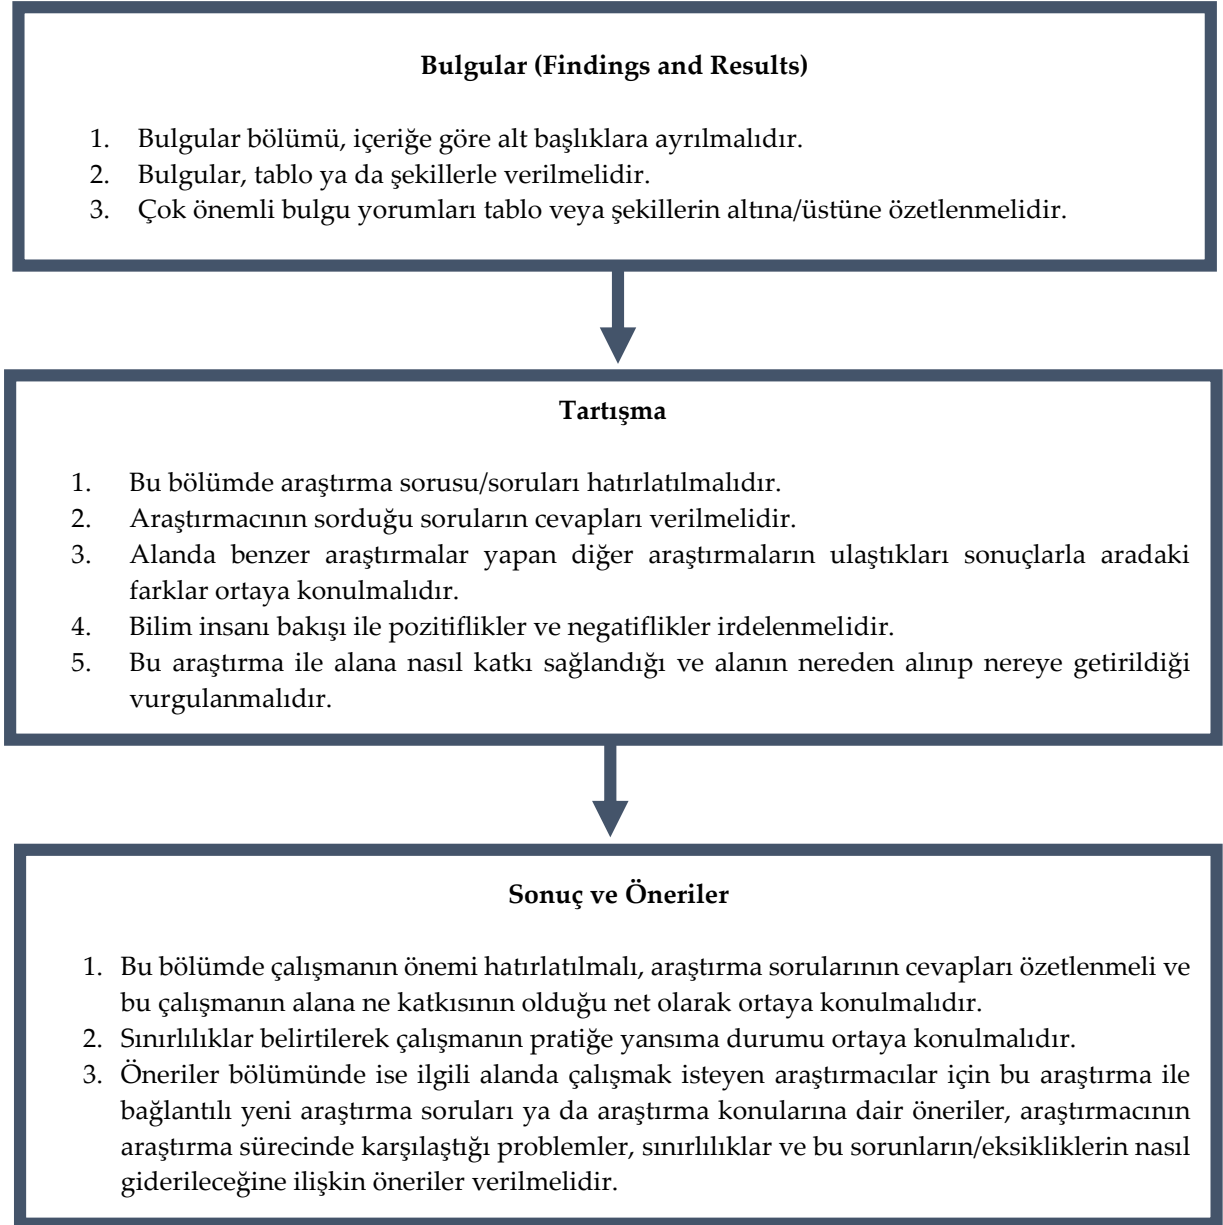 Bulgular (Findings and Results)
1. Bulgular bölümü, içeriğe göre alt başlıklara ayrılmalıdır.
2. Bulgular, tablo ya da şekillerle verilmelidir.
3. Çok önemli bulgu yorumları tablo veya şekillerin altına/üstüne özetlenmelidir.
Tartışma
1. Bu bölümde araştırma sorusu/soruları hatırlatılmalıdır.
2. Araştırmacının sorduğu soruların cevapları verilmelidir.
3. Alanda benzer araştırmalar yapan diğer araştırmaların ulaştıkları sonuçlarla aradaki
farklar ortaya konulmalıdır.
4. Bilim insanı bakışı ile pozitiflikler ve negatiflikler irdelenmelidir.
5. Bu araştırma ile alana nasıl katkı sağlandığı ve alanın nereden alınıp nereye getirildiği
vurgulanmalıdır.
Sonuç ve Öneriler
1. Bu bölümde çalışmanın önemi hatırlatılmalı, araştırma sorularının cevapları özetlenmeli ve
bu çalışmanın alana ne katkısının olduğu net olarak ortaya konulmalıdır.
2. Sınırlılıklar belirtilerek çalışmanın pratiğe yansıma durumu ortaya konulmalıdır.
3. Öneriler bölümünde ise ilgili alanda çalışmak isteyen araştırmacılar için bu araştırma ile
bağlantılı yeni araştırma soruları ya da araştırma konularına dair öneriler, araştırmacının
araştırma sürecinde karşılaştığı problemler, sınırlılıklar ve bu sorunların/eksikliklerin nasıl
giderileceğine ilişkin öneriler verilmelidir.